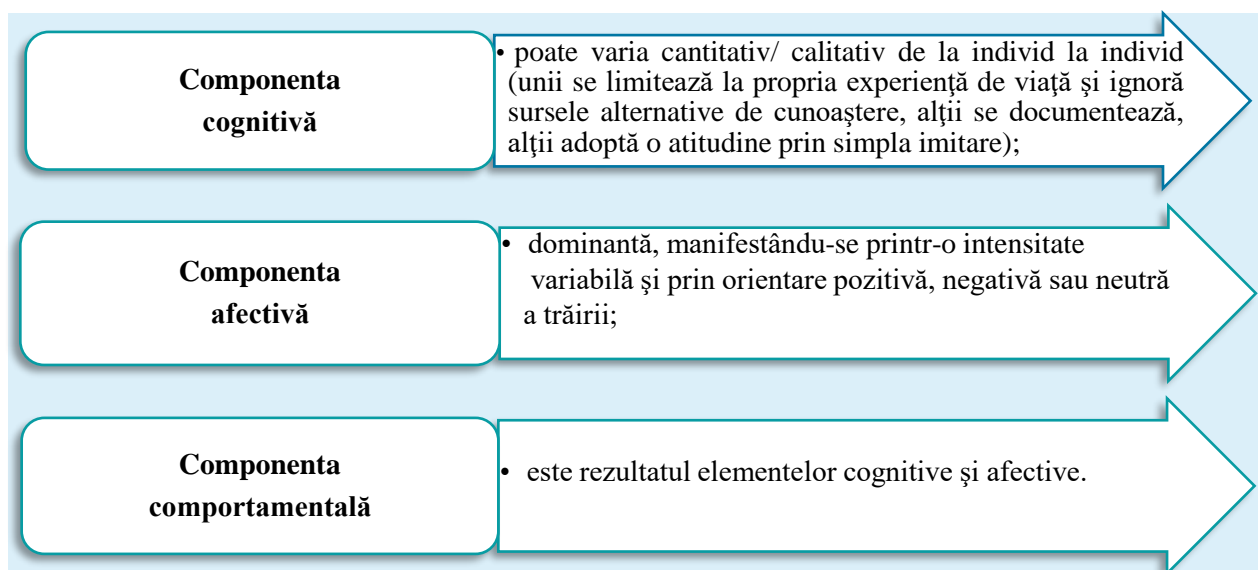 Componenta
cognitivă
• poate varia cantitativ/ calitativ de la individ la individ
(unii se limitează la propria experienţă de viaţă şi ignoră
sursele alternative de cunoaştere, alţii se documentează,
alţii adoptă o atitudine prin simpla imitare);
Componenta
afectivă
• dominantă, manifestându-se printr-o intensitate
variabilă şi prin orientare pozitivă, negativă sau neutră
a trăirii;
Componenta
comportamentală
• este rezultatul elementelor cognitive şi afective.